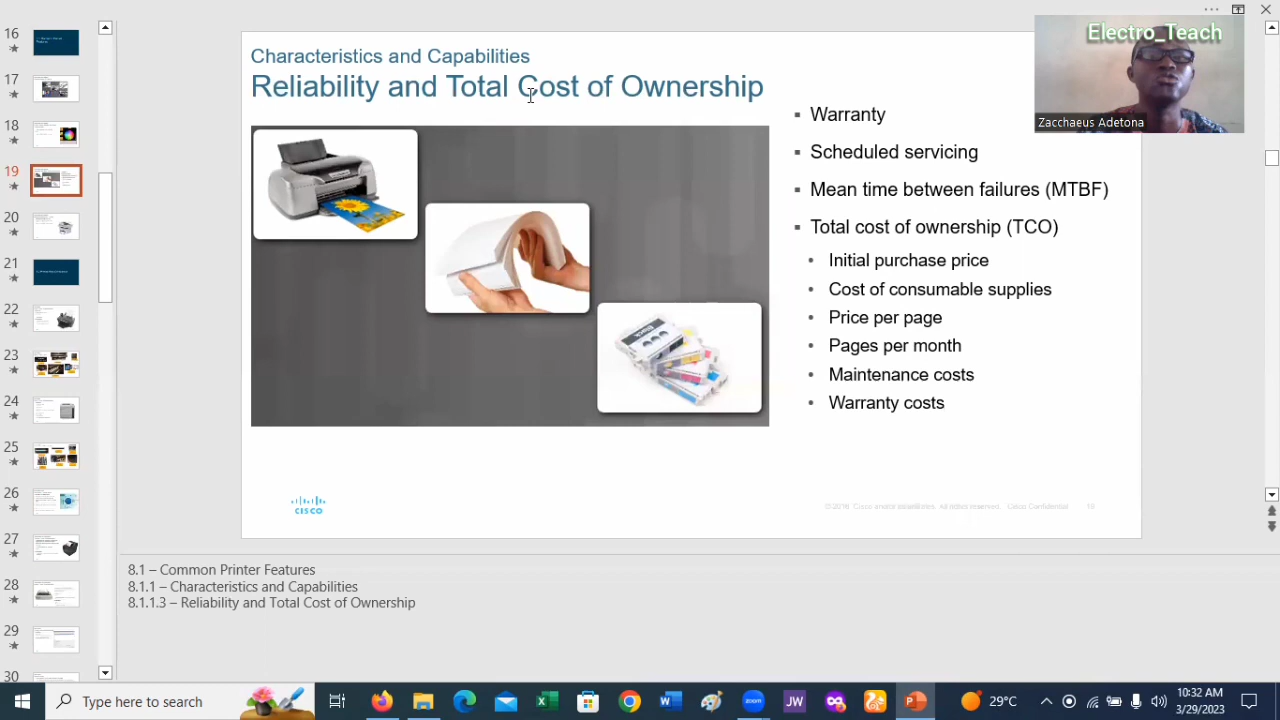 Electro_Teach
Zacchaeus Adetona
16
17
18
19
20
21
22
23
24
25
26
27
28
29
30
Characteristics and Capabilities
Reliability and Total Cost of Ownership
▪ Warranty
▪ Scheduled servicing
▪ Mean time between failures (MTBF)
▪ Total cost of ownership (TCO)
• Initial purchase price
• Cost of consumable supplies
• Price per page
• Pages per month
• Maintenance costs
• Warranty costs
Black
CISCO
8.1 – Common Printer Features
8.1.1 – Characteristics and Capabilities
8.1.1.3 – Reliability and Total Cost of Ownership
Type here to search
zoom
JW
29°C
10:32 AM
3/29/2023